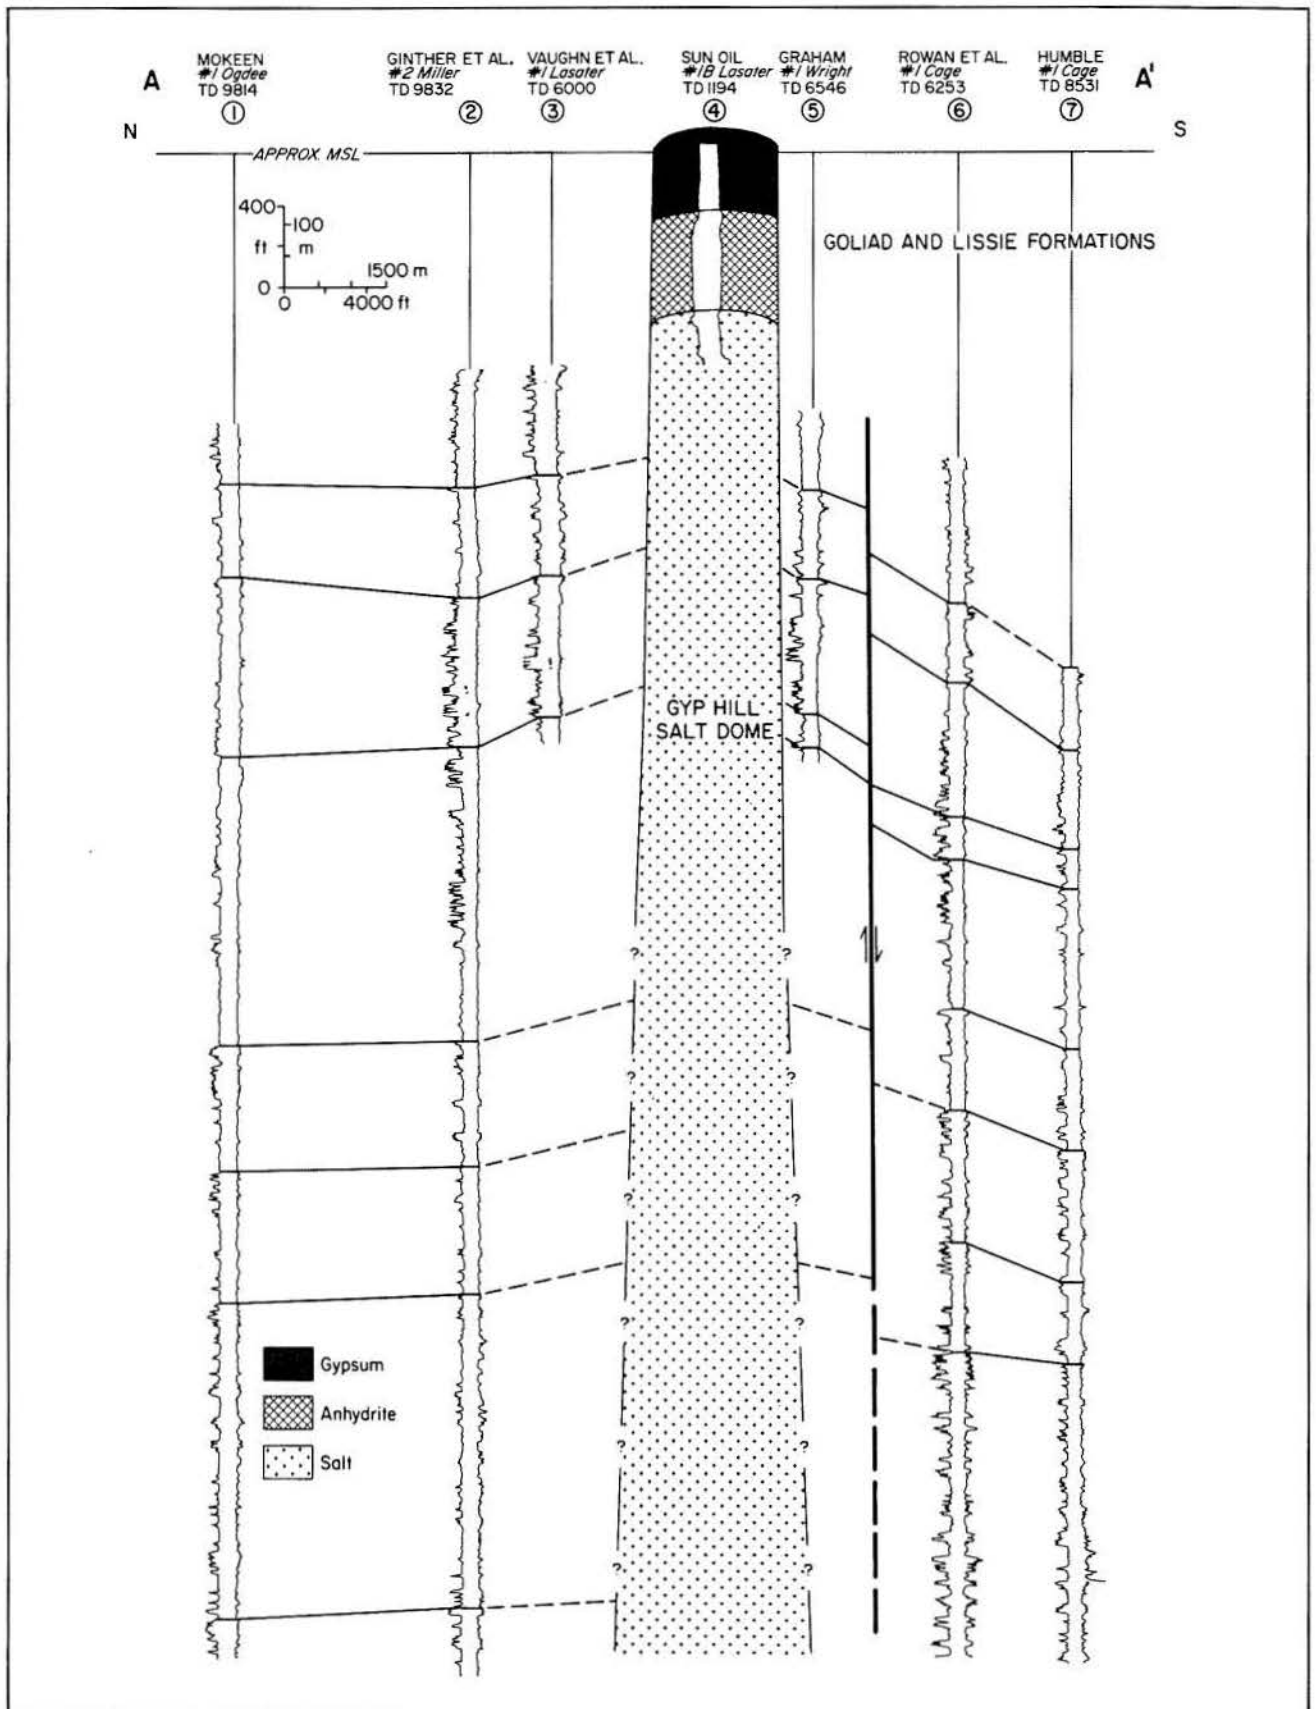 A
MOKEEN
#1 Ogdee
TD 9814
①
GINTHER ET AL.
#2 Miller
TD 9832
②
VAUGHN ET AL.
#1 Lasater
TD 6000
③
SUN OIL
#1B Lasater
TD 1194
④
GRAHAM
#1 Wright
TD 6546
⑤
ROWAN ET AL.
#1 Cage
TD 6253
⑥
HUMBLE
#1 Cage
TD 8531
⑦
A'
N
S
APPROX. MSL
400
100
ft
m
0
1500 m
0
4000 ft
GOLIAD AND LISSIE FORMATIONS
GYP HILL
SALT DOME
? ?
? ?
? ?
? ?
? ?
? ?
Gypsum
Anhydrite
Salt